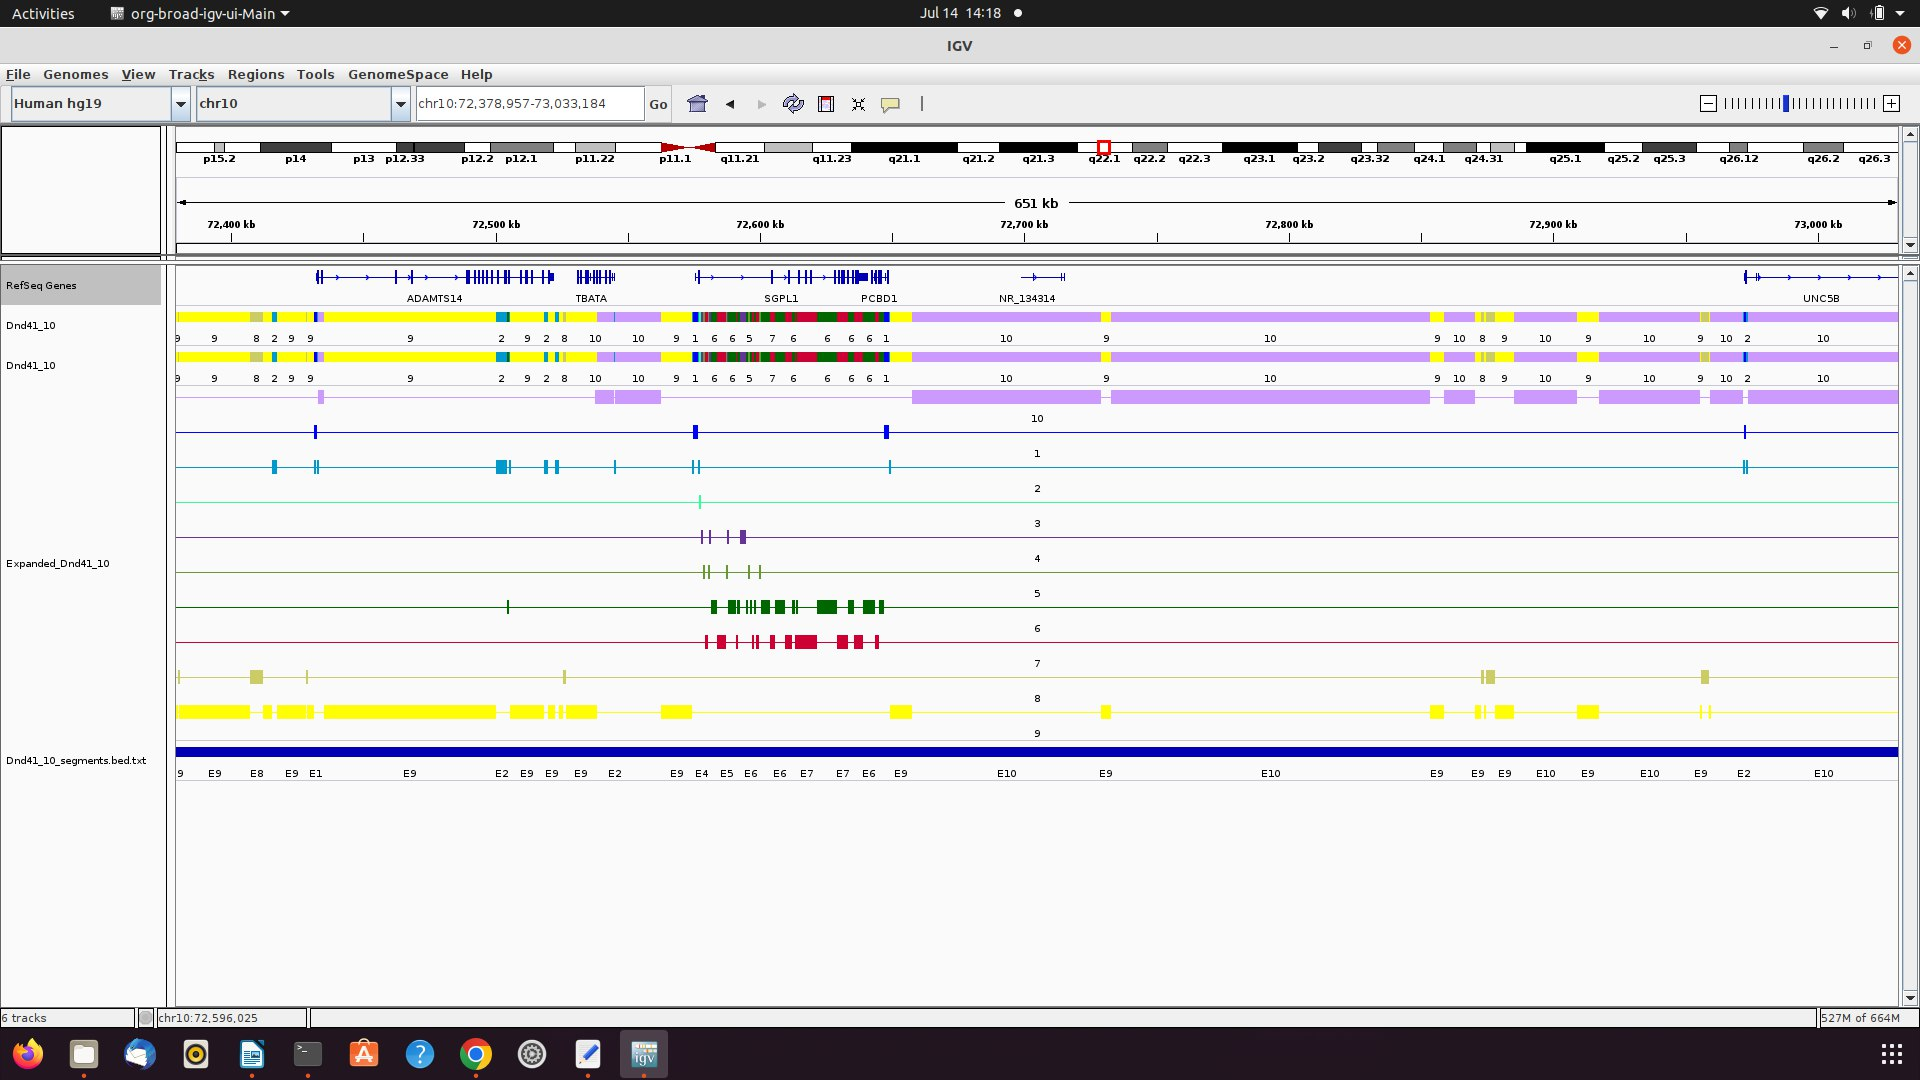 Activities org-broad-igv-ui-Main Jul 14 14:18
IGV
File Genomes View Tracks Regions Tools GenomeSpace Help
Human hg19 chr10 chr10:72,378,957-73,033,184 Go
p15.2 p14 p13 p12.33 p12.2 p12.1 p11.22 p11.1 q11.21 q11.23 q21.1 q21.2 q21.3 q22.1 q22.2 q22.3 q23.1 q23.2 q23.32 q24.1 q24.31 q25.1 q25.2 q25.3 q26.12 q26.2 q26.3
651 kb
72,400 kb 72,500 kb 72,600 kb 72,700 kb 72,800 kb 72,900 kb 73,000 kb
RefSeq Genes
ADAMTS14 TBATA SGPL1 PCBD1 NR_134314 UNC5B
Dnd41_10
9 9 8 2 9 9 9 2 9 2 8 10 10 9 1 6 6 5 7 6 6 6 6 1 10 9 10 9 10 8 9 10 9 10 9 10 2 10
Dnd41_10
9 9 8 2 9 9 9 2 9 2 8 10 10 9 1 6 6 5 7 6 6 6 6 1 10 9 10 9 10 8 9 10 9 10 9 10 2 10
10
1
2
3
Expanded_Dnd41_10
4
5
6
7
8
9
Dnd41_10_segments.bed.txt
9 E9 E8 E9 E1 E9 E2 E9 E9 E9 E2 E9 E4 E5 E6 E6 E7 E7 E6 E9 E10 E9 E10 E9 E9 E9 E10 E9 E10 E9 E2 E10
6 tracks chr10:72,596,025 527M of 664M
igv